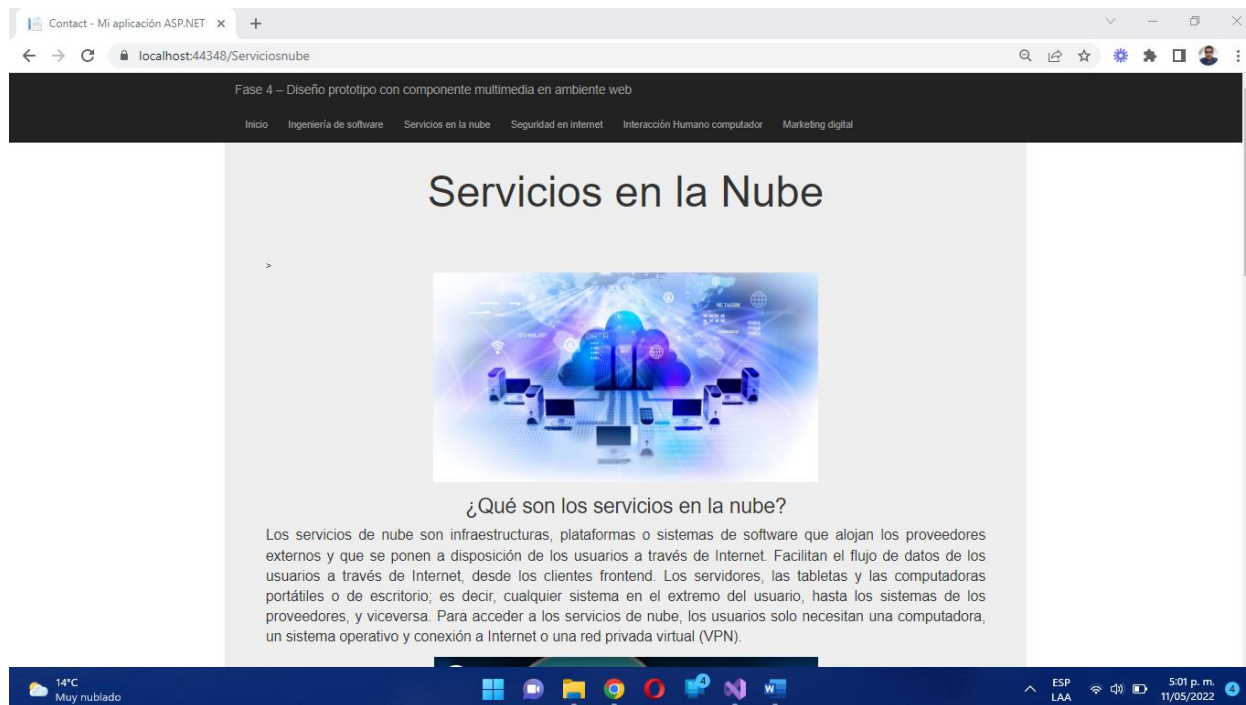 Contact - Mi aplicación ASP.NET
localhost:44348/Serviciosnube
Fase 4 – Diseño prototipo con componente multimedia en ambiente web
Inicio Ingeniería de software Servicios en la nube Seguridad en internet Interacción Humano computador Marketing digital
Servicios en la Nube
>
NETWORK
TECHNOLOGY
DATA
¿Qué son los servicios en la nube?
Los servicios de nube son infraestructuras, plataformas o sistemas de software que alojan los proveedores
externos y que se ponen a disposición de los usuarios a través de Internet. Facilitan el flujo de datos de los
usuarios a través de Internet, desde los clientes frontend. Los servidores, las tabletas y las computadoras
portátiles o de escritorio; es decir, cualquier sistema en el extremo del usuario, hasta los sistemas de los
proveedores, y viceversa. Para acceder a los servicios de nube, los usuarios solo necesitan una computadora,
un sistema operativo y conexión a Internet o una red privada virtual (VPN).
14°C
Muy nublado
4
W
ESP
LAA
5:01 p. m.
11/05/2022
4